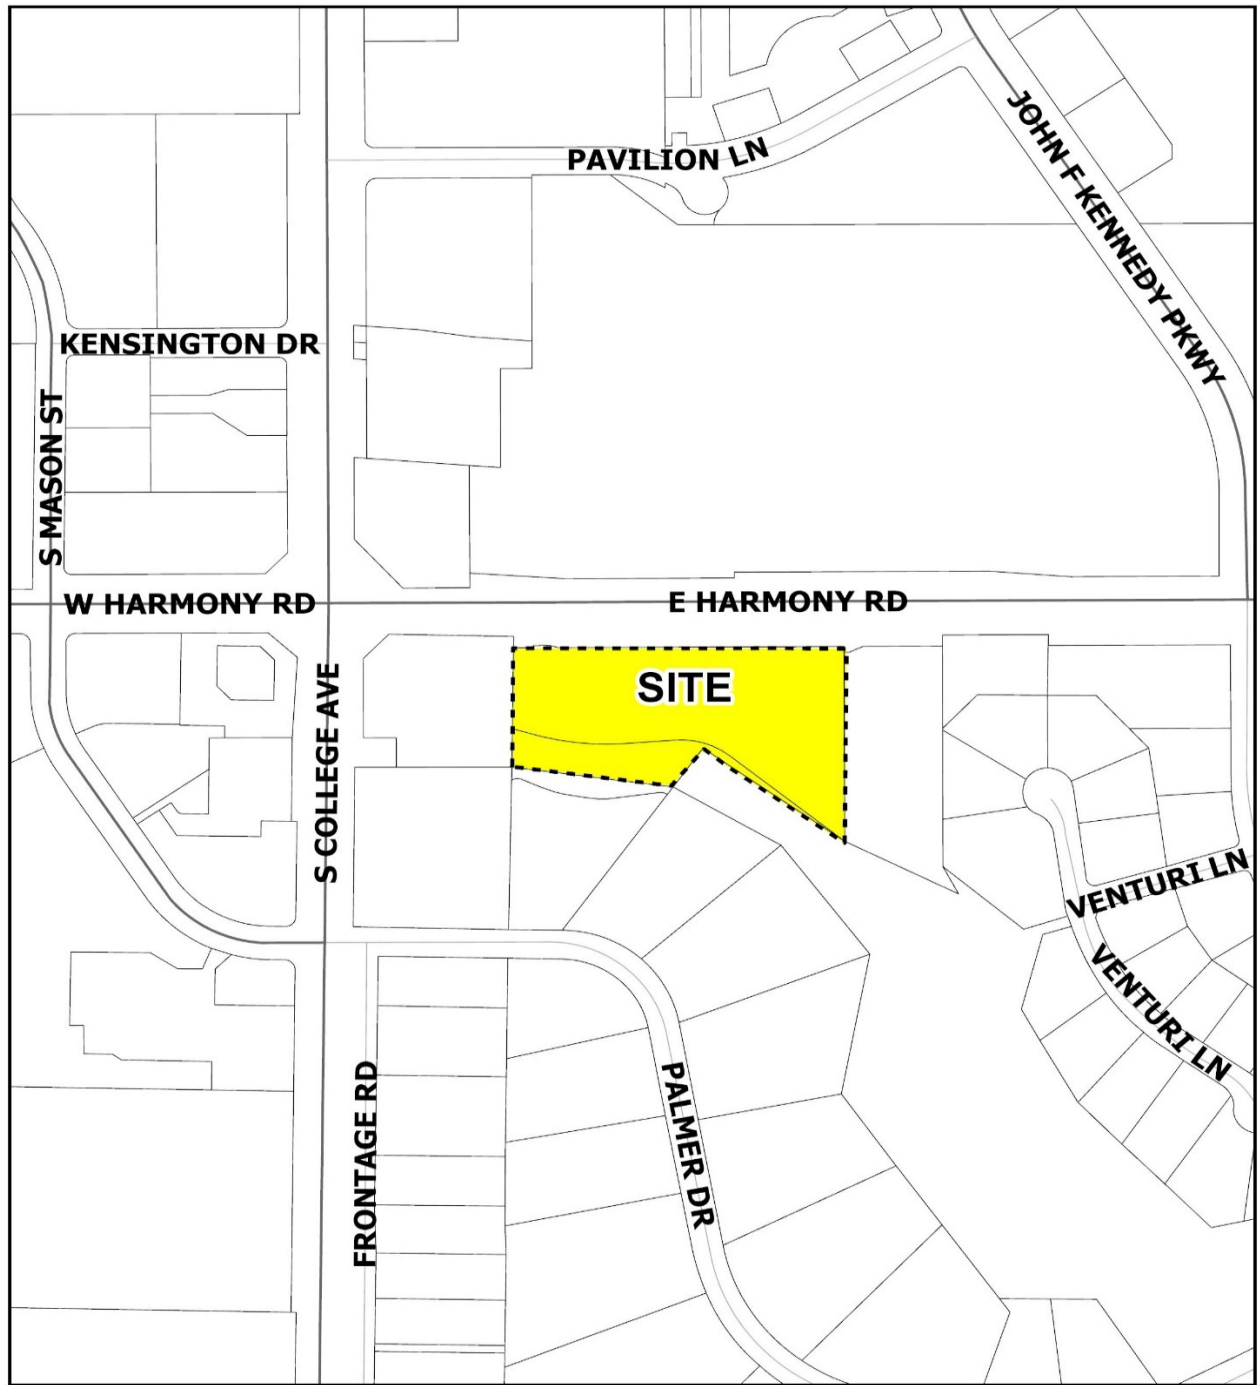 PAVILION LN
JOHN F KENNEDY PKWY
KENSINGTON DR
S MASON ST
W HARMONY RD
E HARMONY RD
SITE
S COLLEGE AVE
VENTURI LN
VENTURI LN
FRONTAGE RD
PALMER DR